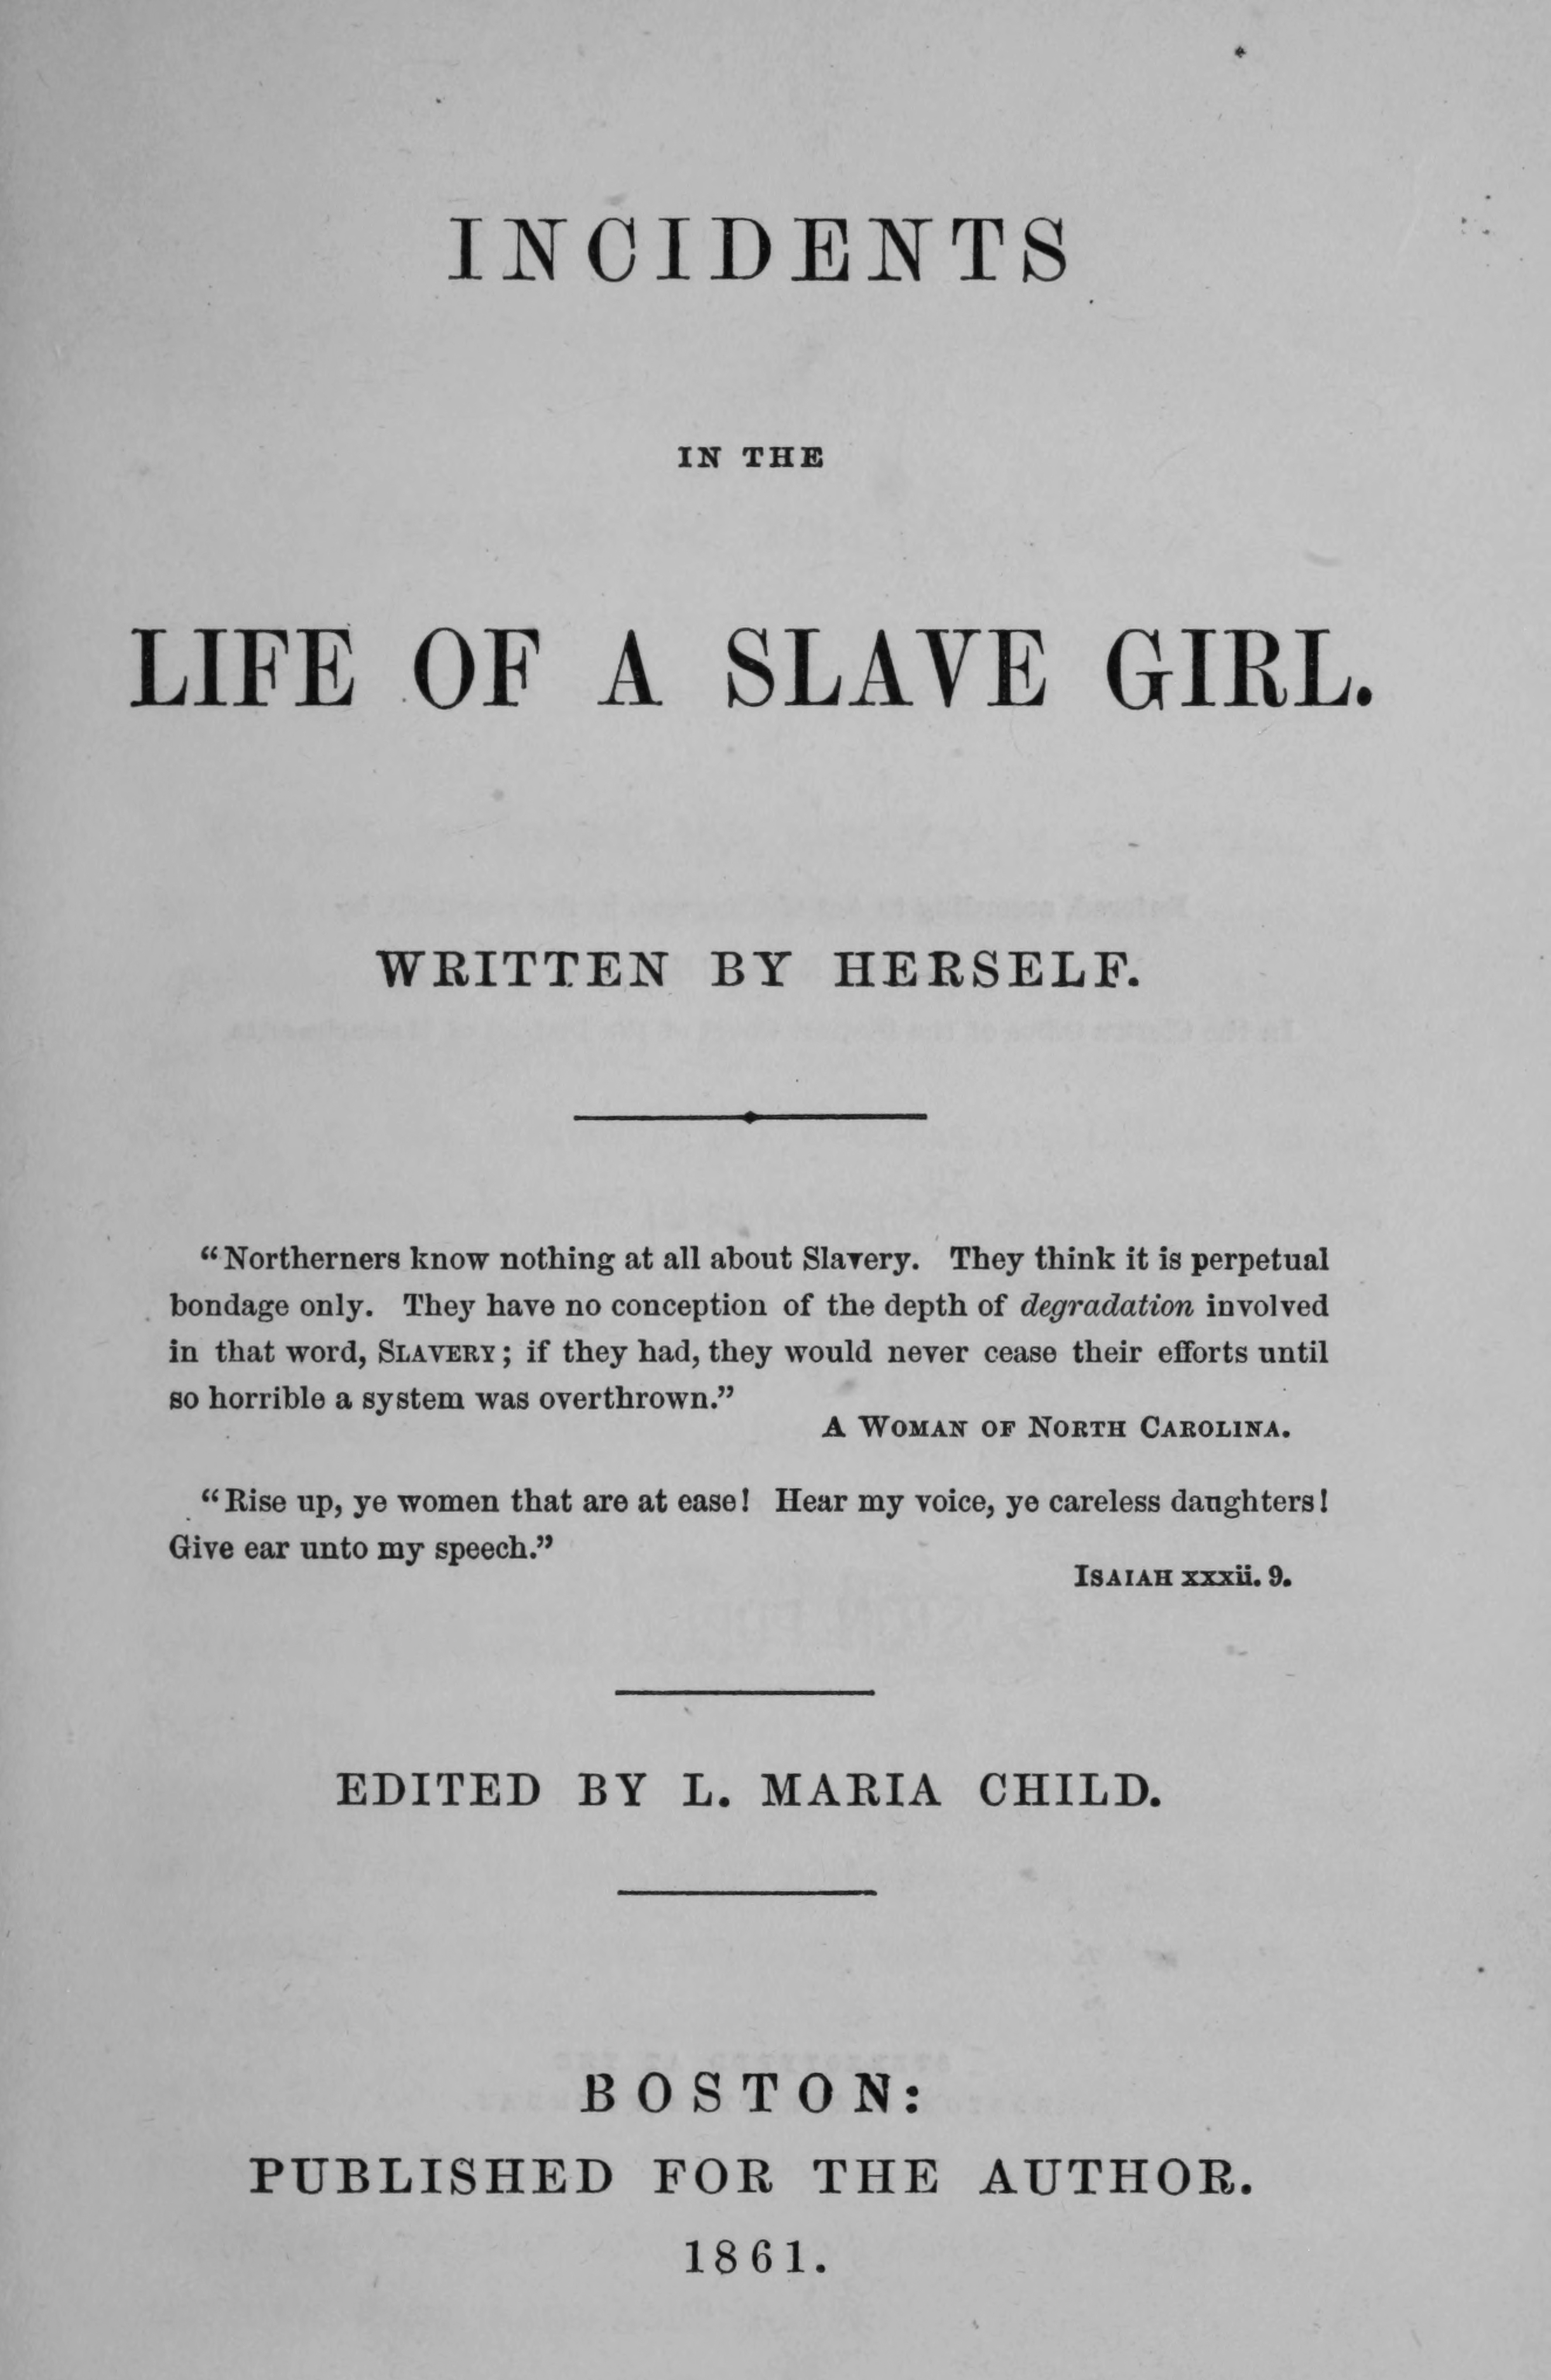 INCIDENTS
IN THE
LIFE OF A SLAVE GIRL.
WRITTEN BY HERSELF.
“Northerners know nothing at all about Slavery. They think it is perpetual
bondage only. They have no conception of the depth of degradation involved
in that word, SLAVERY; if they had, they would never cease their efforts until
so horrible a system was overthrown.”
A WOMAN OF NORTH CAROLINA.
“Rise up, ye women that are at ease! Hear my voice, ye careless daughters!
Give ear unto my speech.”
ISAIAH xxxii. 9.
EDITED BY L. MARIA CHILD.
BOSTON:
PUBLISHED FOR THE AUTHOR.
1861.